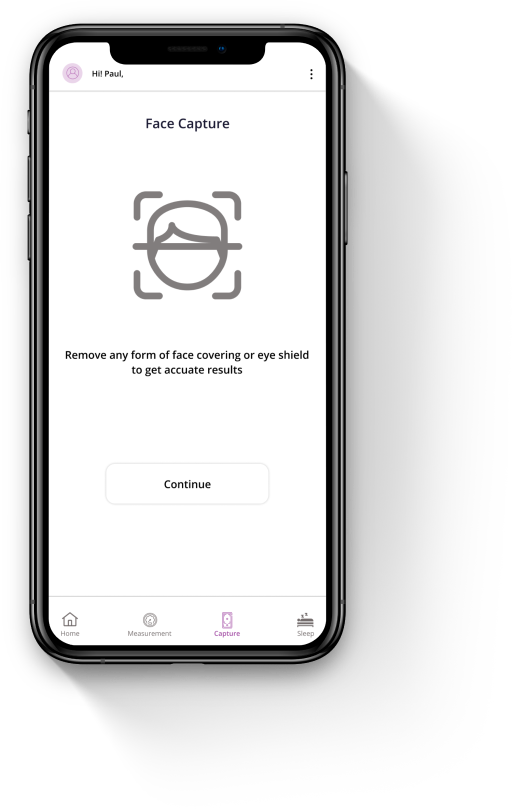 Hi! Paul,
Face Capture
Remove any form of face covering or eye shield
to get accuate results
Continue
Home
Measurement
Capture
Sleep